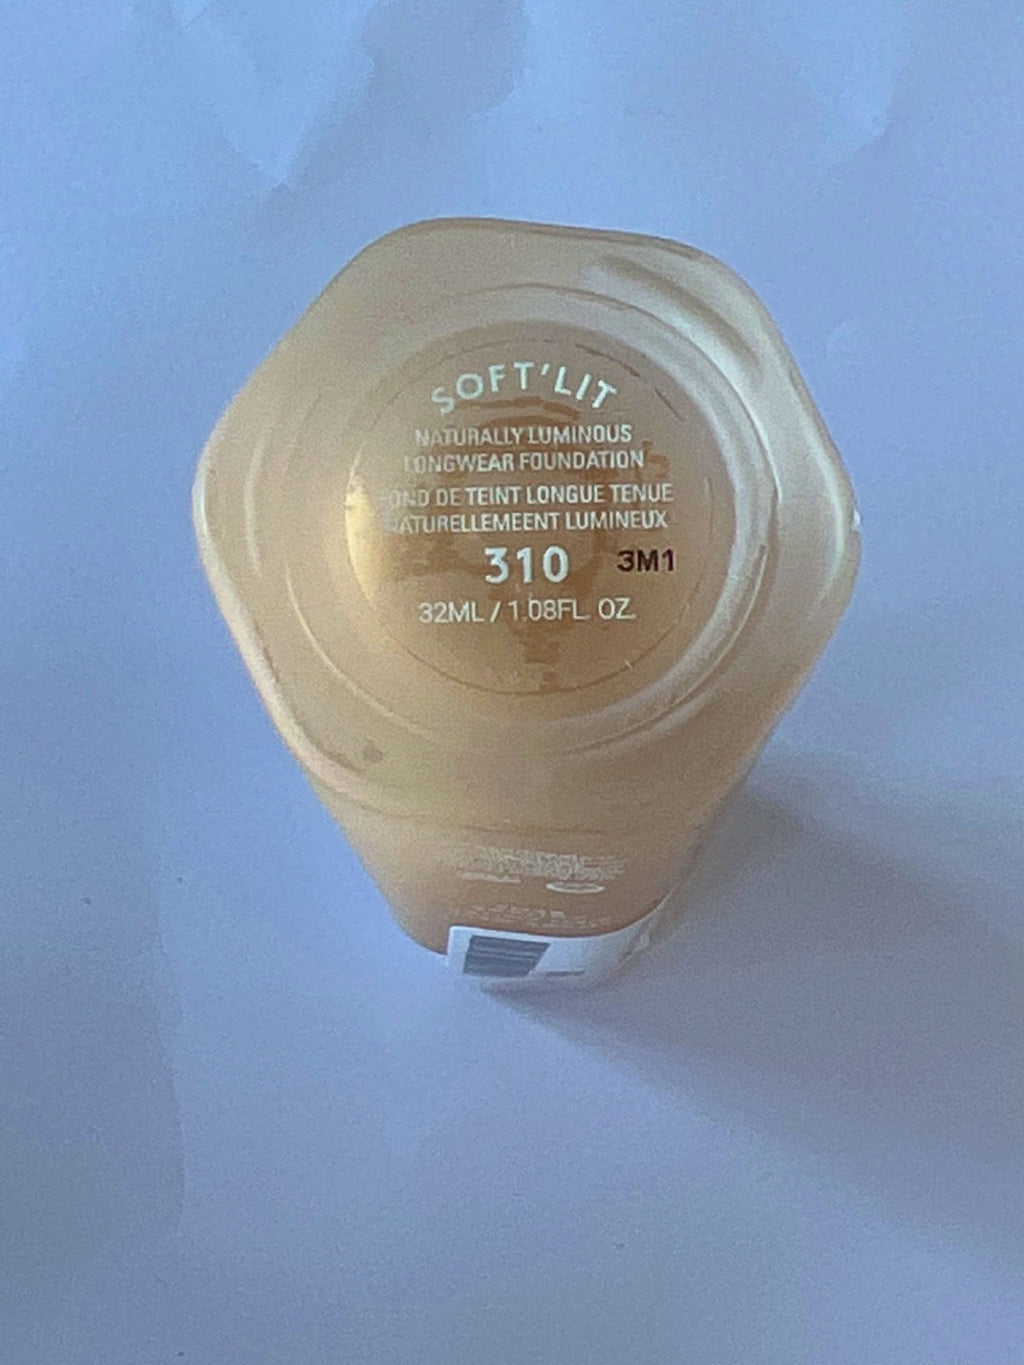 SOFT'LIT
NATURALLY LUMINOUS
LONGWEAR FOUNDATION
FOND DE TEINT LONGUE TENUE
NATURELLEMEENT LUMINEUX
310 3M1
32ML / 1.08FL. OZ.